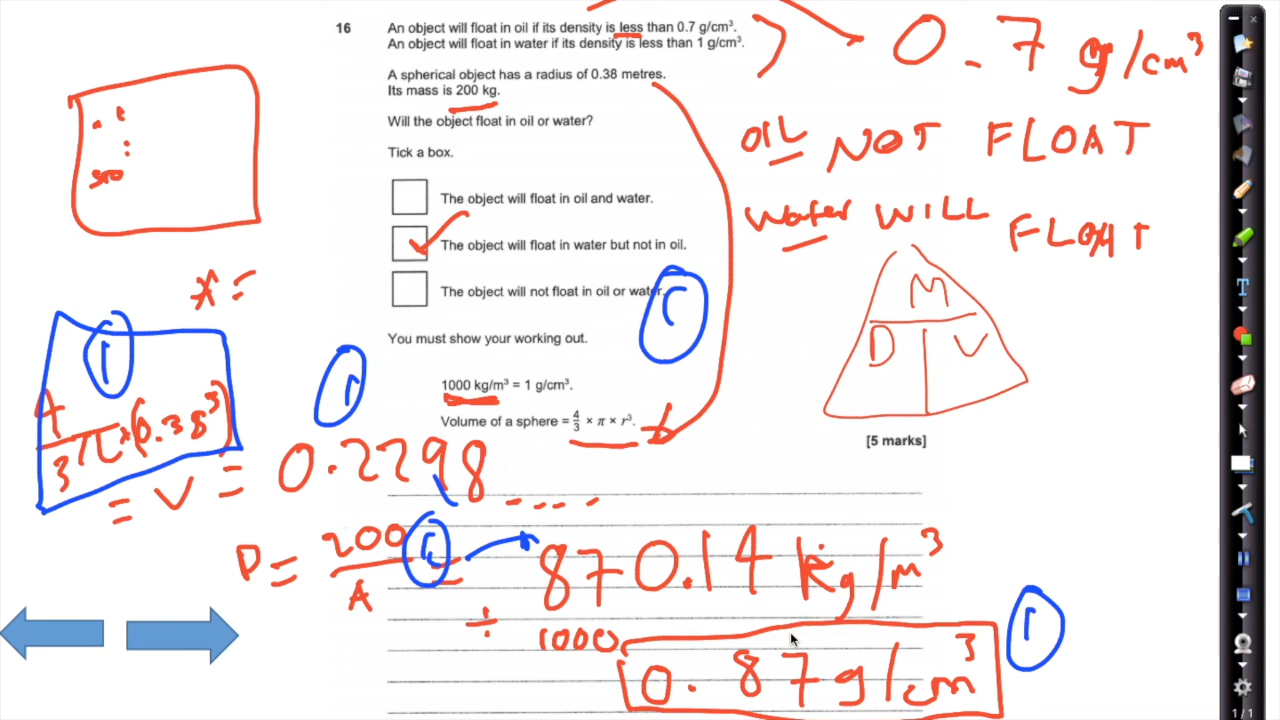 16 An object will float in oil if its density is less than 0.7 g/cm³.
An object will float in water if its density is less than 1 g/cm³.
0.7 g/cm³
A spherical object has a radius of 0.38 metres.
Its mass is 200 kg.
Will the object float in oil or water?
OIL NOT FLOAT
Tick a box.
The object will float in oil and water.
Water WILL FLOAT
The object will float in water but not in oil.
The object will not float in oil or water.
M
D V
You must show your working out.
1
1
1
1000 kg/m³ = 1 g/cm³.
Volume of a sphere = 4/3 × π × r³.
[5 marks]
4/3 π × (0.38³)
= V = 0.2298 ....
D = 200/A = 870.14 kg/m³
1
÷ 1000
1
0.87 g/cm³
T
1/1